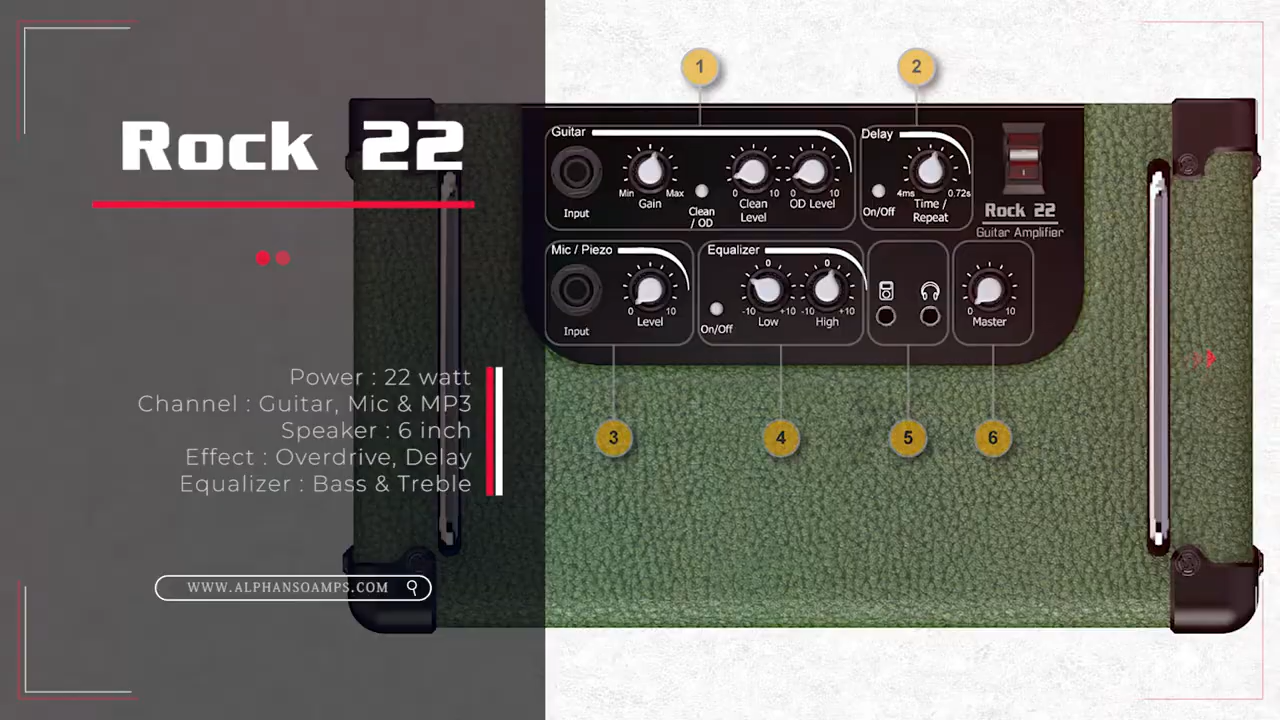 Rock 22
Power : 22 watt
Channel : Guitar, Mic & MP3
Speaker : 6 inch
Effect : Overdrive, Delay
Equalizer : Bass & Treble
WWW.ALPHANSOAMPS.COM
1
2
Guitar
Input
Min
Max
Gain
Clean / OD
0
10
Clean Level
0
10
OD Level
Delay
On/Off
4ms
0.72s
Time / Repeat
Rock 22
Guitar Amplifier
Mic / Piezo
Input
0
10
Level
Equalizer
On/Off
0
-10
+10
Low
0
-10
+10
High
0
10
Master
3
4
5
6